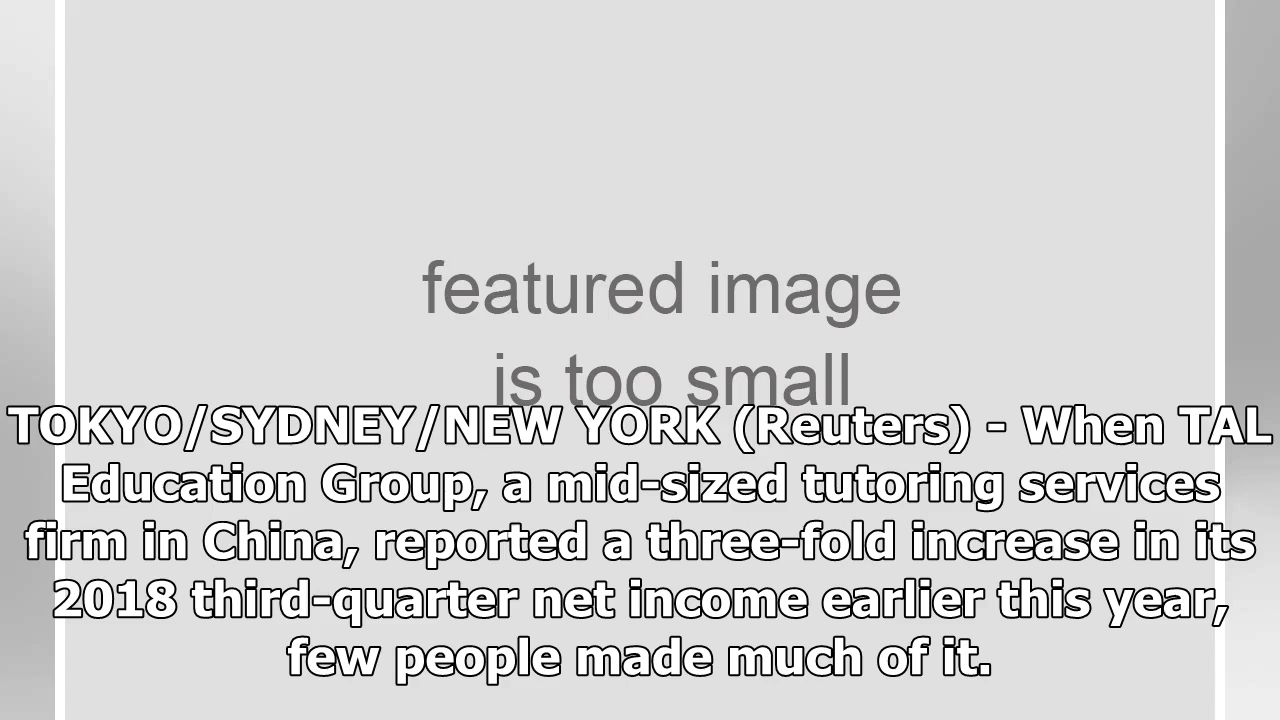 featured image
is too small
TOKYO/SYDNEY/NEW YORK (Reuters) - When TAL
Education Group, a mid-sized tutoring services
firm in China, reported a three-fold increase in its
2018 third-quarter net income earlier this year,
few people made much of it.